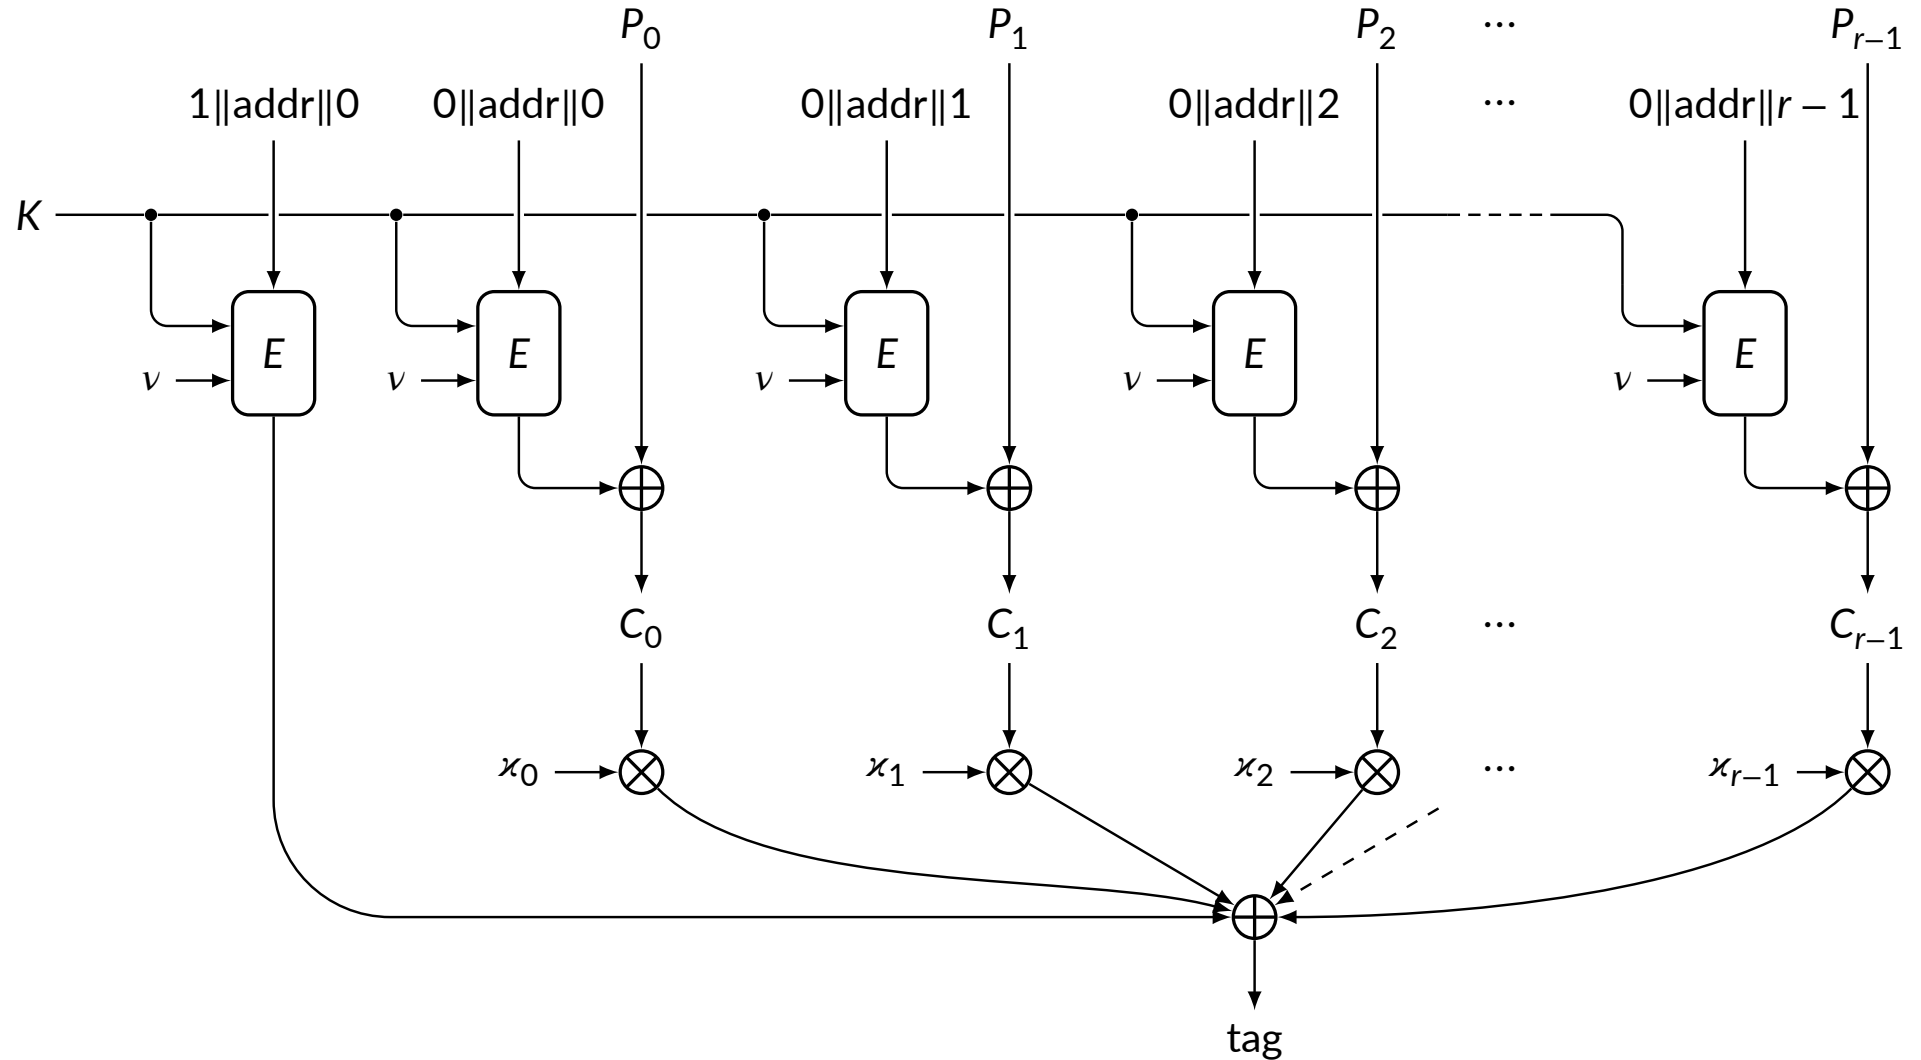 P₀ P₁ P₂ ⋯ Pᵣ₋₁
1‖addr‖0 0‖addr‖0 0‖addr‖1 0‖addr‖2 ⋯ 0‖addr‖r − 1
K
E E E E E
ν ν ν ν ν
C₀ C₁ C₂ ⋯ Cᵣ₋₁
ϰ₀ ϰ₁ ϰ₂ ⋯ ϰᵣ₋₁
tag